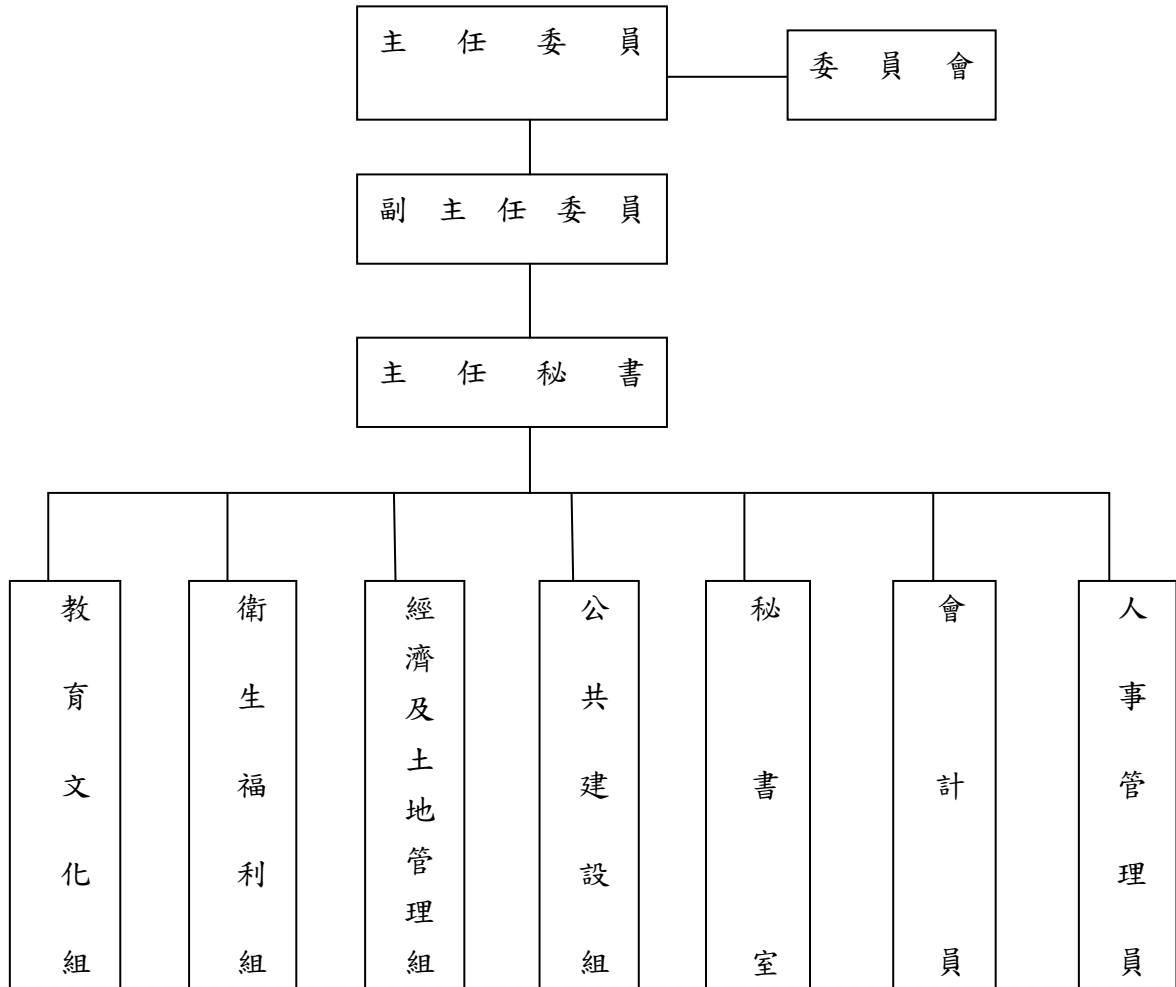 主任委員
委員會
副主任委員
主任秘書
教育文化組
衛生福利組
經濟及土地管理組
公共建設組
秘書室
會計員
人事管理員